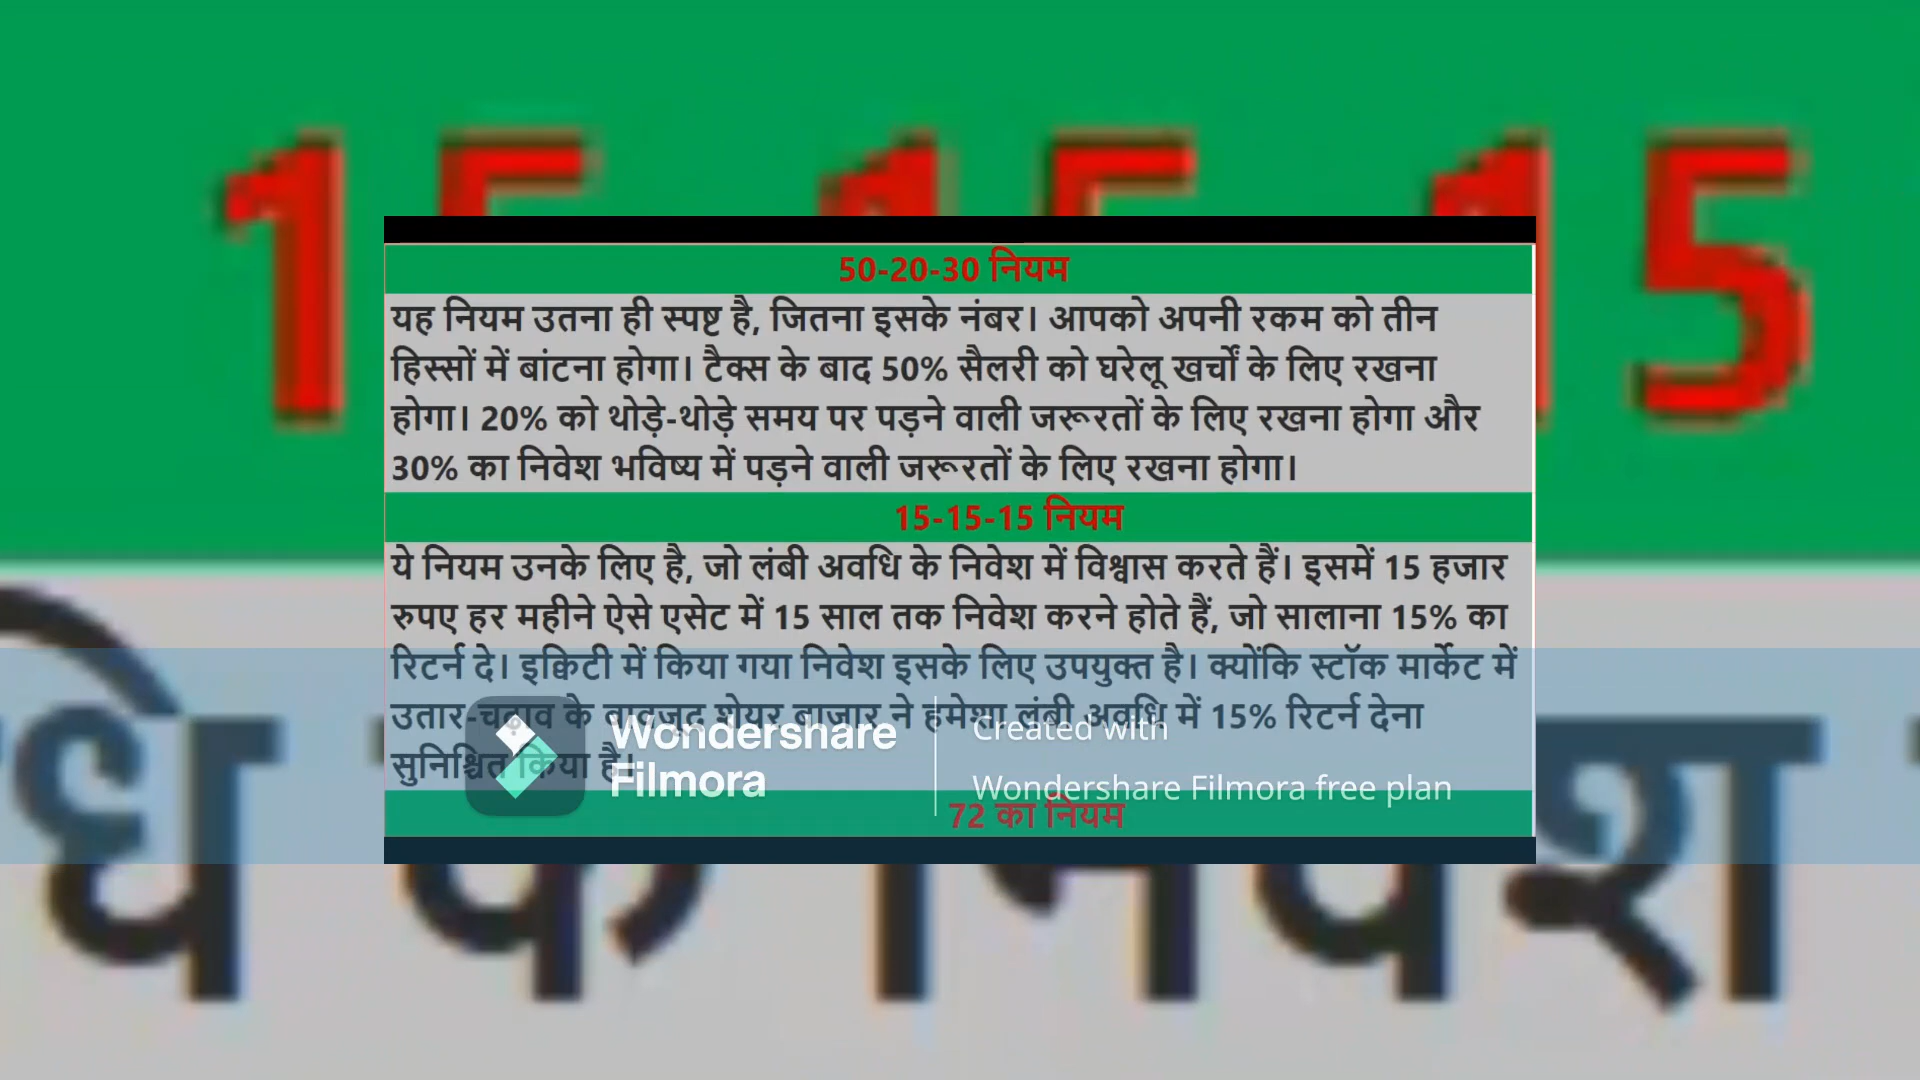 15-15-15
50-20-30 नियम
यह नियम उतना ही स्पष्ट है, जितना इसके नंबर। आपको अपनी रकम को तीन
हिस्सों में बांटना होगा। टैक्स के बाद 50% सैलरी को घरेलू खर्चों के लिए रखना
होगा। 20% को थोड़े-थोड़े समय पर पड़ने वाली जरूरतों के लिए रखना होगा और
30% का निवेश भविष्य में पड़ने वाली जरूरतों के लिए रखना होगा।
15-15-15 नियम
ये नियम उनके लिए है, जो लंबी अवधि के निवेश में विश्वास करते हैं। इसमें 15 हजार
रुपए हर महीने ऐसे एसेट में 15 साल तक निवेश करने होते हैं, जो सालाना 15% का
रिटर्न दे। इक्विटी में किया गया निवेश इसके लिए उपयुक्त है। क्योंकि स्टॉक मार्केट में
उतार-चढ़ाव के बावजूद शेयर बाजार ने हमेशा लंबी अवधि में 15% रिटर्न देना
सुनिश्चित किया है।
Wondershare
Filmora
Created with
Wondershare Filmora free plan
72 का नियम
धि के निवेश